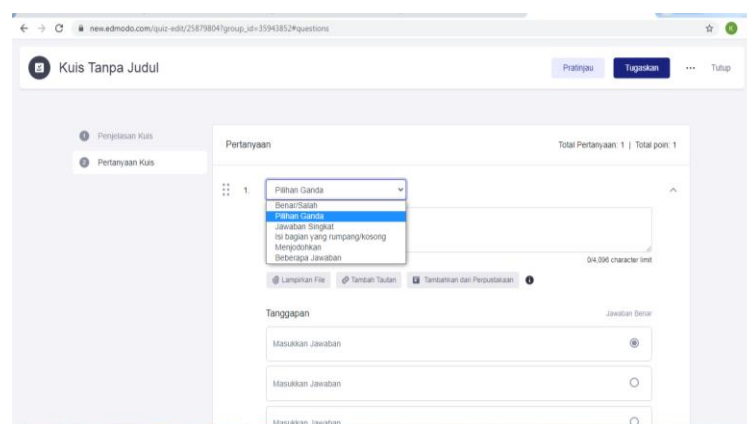 new.edmodo.com/quiz-edit/25879804?group_id=35943852#questions
K
Kuis Tanpa Judul
Pratinjau
Tugaskan
Tutup
1 Penjelasan Kuis
2 Pertanyaan Kuis
Pertanyaan
Total Pertanyaan: 1 | Total poin: 1
1.
Pilihan Ganda
Benar/Salah
Pilihan Ganda
Jawaban Singkat
Isi bagian yang rumpang/kosong
Menjodohkan
Beberapa Jawaban
0/4,096 character limit
Lampirkan File
Tambah Tautan
Tambahkan dari Perpustakaan
Tanggapan
Jawaban Benar
Masukkan Jawaban
Masukkan Jawaban
Masukkan Jawaban